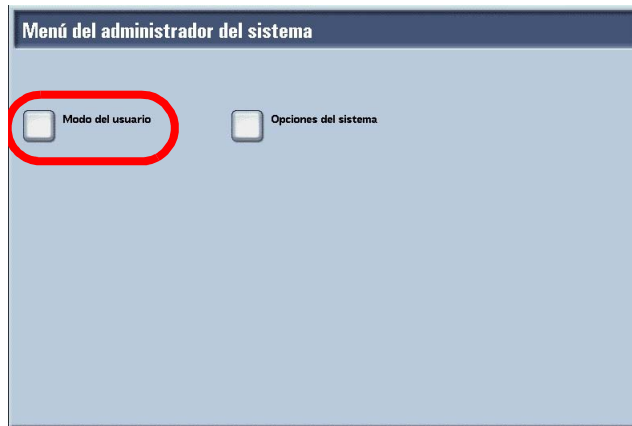 Menú del administrador del sistema
Modo del usuario
Opciones del sistema